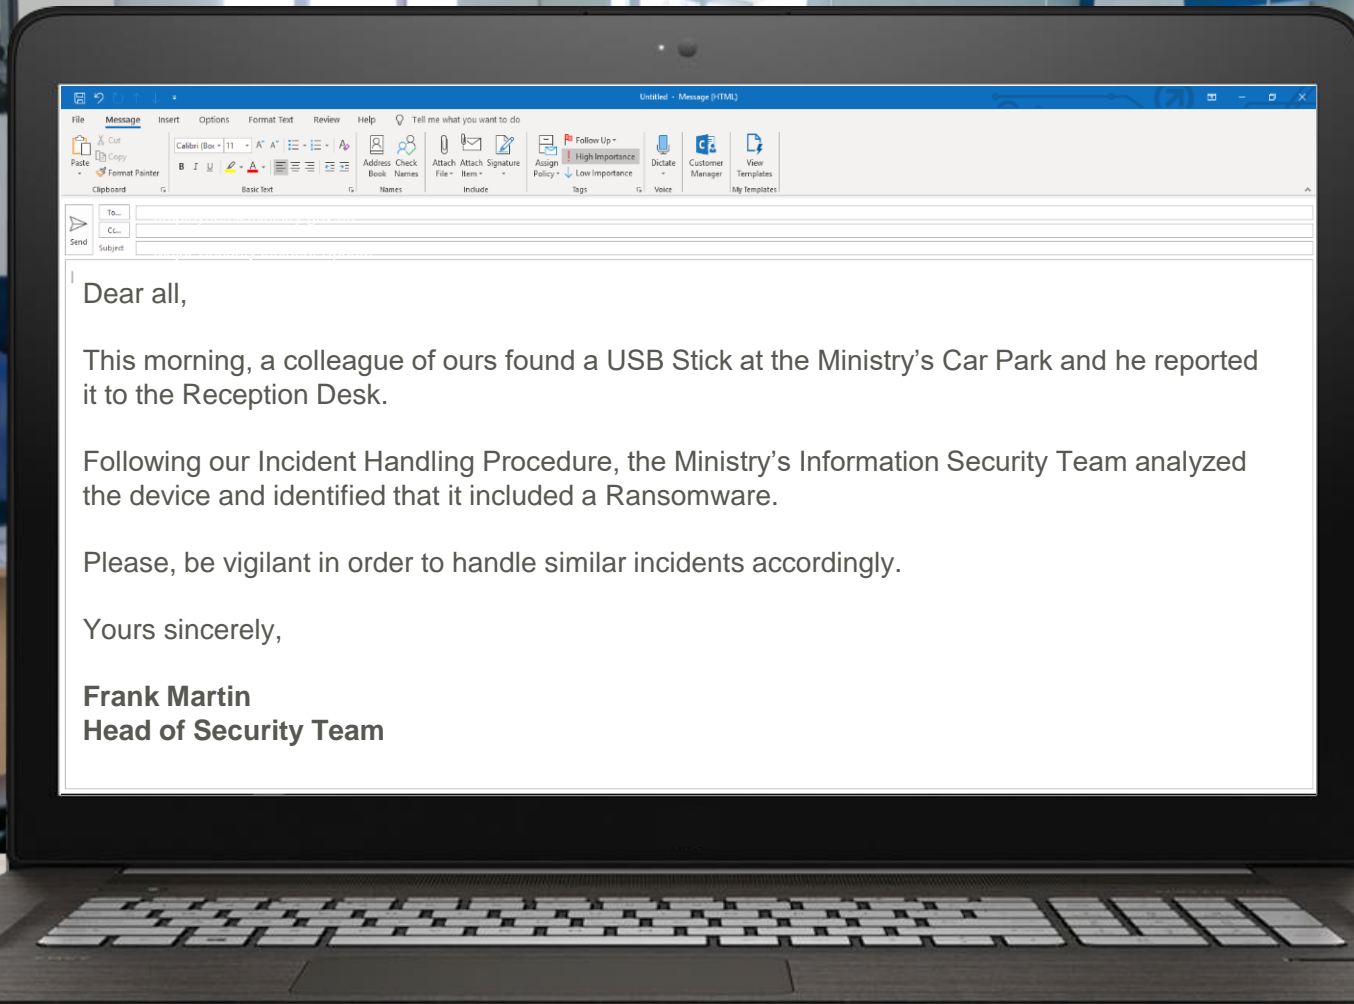 Untitled - Message (HTML)
File Message Insert Options Format Text Review Help Tell me what you want to do
Paste
Cut
Copy
Format Painter
Clipboard
Calibri (Bo 11
B I U
Basic Text
Address Book
Check Names
Names
Attach File
Attach Item
Signature
Include
Assign Policy
Follow Up
High Importance
Low Importance
Tags
Dictate
Voice
Customer Manager
View Templates
My Templates
Send
To...
Cc...
Subject
Dear all,
This morning, a colleague of ours found a USB Stick at the Ministry’s Car Park and he reported
it to the Reception Desk.
Following our Incident Handling Procedure, the Ministry’s Information Security Team analyzed
the device and identified that it included a Ransomware.
Please, be vigilant in order to handle similar incidents accordingly.
Yours sincerely,
Frank Martin
Head of Security Team